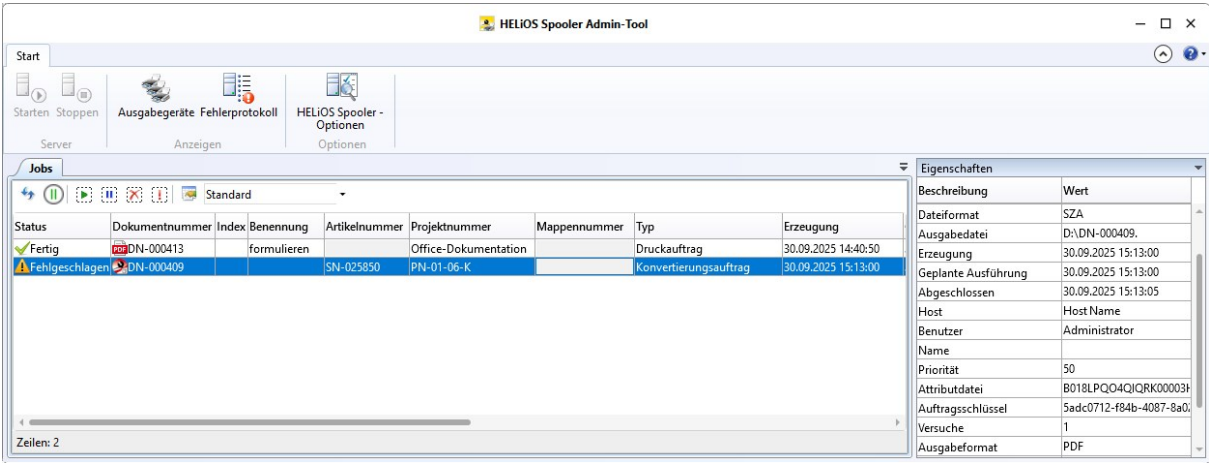 HELiOS Spooler Admin-Tool
Start
Starten Stoppen Ausgabegeräte Fehlerprotokoll HELiOS Spooler - Optionen
Server Anzeigen Optionen
Jobs
Standard
Status Dokumentnummer Index Benennung Artikelnummer Projektnummer Mappennummer Typ Erzeugung
Fertig PDF DN-000413 formulieren Office-Dokumentation Druckauftrag 30.09.2025 14:40:50
Fehlgeschlagen DN-000409 SN-025850 PN-01-06-K Konvertierungsauftrag 30.09.2025 15:13:00
Zeilen: 2
Eigenschaften
Beschreibung Wert
Dateiformat SZA
Ausgabedatei D:\DN-000409.
Erzeugung 30.09.2025 15:13:00
Geplante Ausführung 30.09.2025 15:13:00
Abgeschlossen 30.09.2025 15:13:05
Host Host Name
Benutzer Administrator
Name
Priorität 50
Attributdatei B018LPQO4QIQRK00003H
Auftragsschlüssel 5adc0712-f84b-4087-8a02
Versuche 1
Ausgabeformat PDF